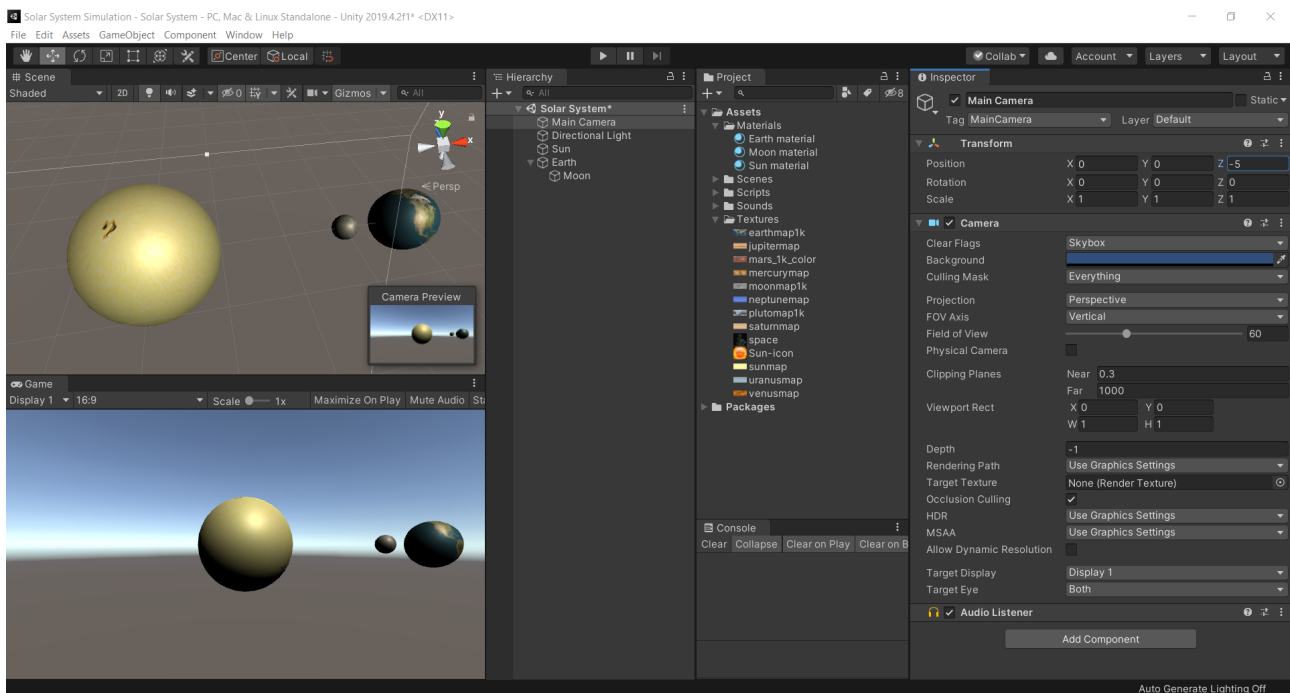 Solar System Simulation - Solar System - PC, Mac & Linux Standalone - Unity 2019.4.2f1* <DX11>
File Edit Assets GameObject Component Window Help
Center Local
Collab Account Layers Layout
Scene
Shaded 2D 0 Gizmos All
y
x
Persp
Camera Preview
Game
Display 1 16:9 Scale 1x Maximize On Play Mute Audio Sta
Hierarchy
All
Solar System*
Main Camera
Directional Light
Sun
Earth
Moon
Project
8
Assets
Materials
Earth material
Moon material
Sun material
Scenes
Scripts
Sounds
Textures
earthmap1k
jupitermap
mars_1k_color
mercurymap
moonmap1k
neptunemap
plutomap1k
saturnmap
space
Sun-icon
sunmap
uranusmap
venusmap
Packages
Console
Clear Collapse Clear on Play Clear on B
Inspector
Main Camera Static
Tag MainCamera Layer Default
Transform
Position X 0 Y 0 Z -5
Rotation X 0 Y 0 Z 0
Scale X 1 Y 1 Z 1
Camera
Clear Flags Skybox
Background
Culling Mask Everything
Projection Perspective
FOV Axis Vertical
Field of View 60
Physical Camera
Clipping Planes Near 0.3
Far 1000
Viewport Rect X 0 Y 0
W 1 H 1
Depth -1
Rendering Path Use Graphics Settings
Target Texture None (Render Texture)
Occlusion Culling
HDR Use Graphics Settings
MSAA Use Graphics Settings
Allow Dynamic Resolution
Target Display Display 1
Target Eye Both
Audio Listener
Add Component
Auto Generate Lighting Off